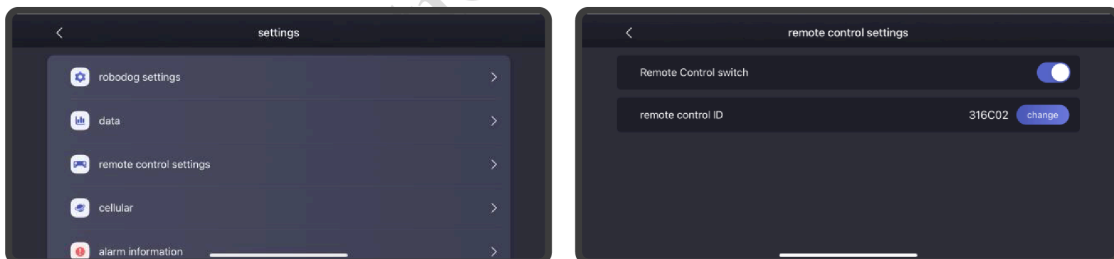 settings
robodog settings
data
remote control settings
cellular
alarm information
remote control settings
Remote Control switch
remote control ID 316C02 change